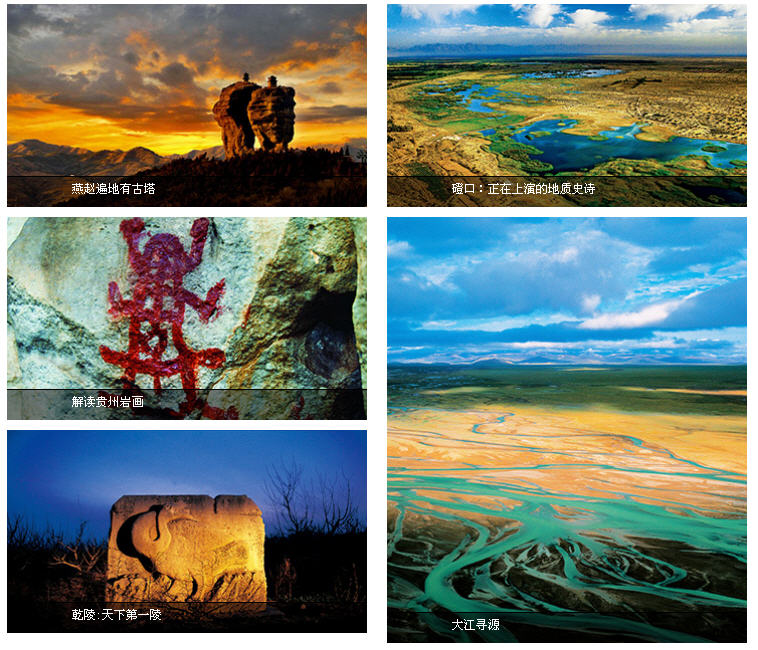 燕赵遍地有古塔
磴口：正在上演的地质史诗
解读贵州岩画
乾陵:天下第一陵
大江寻源